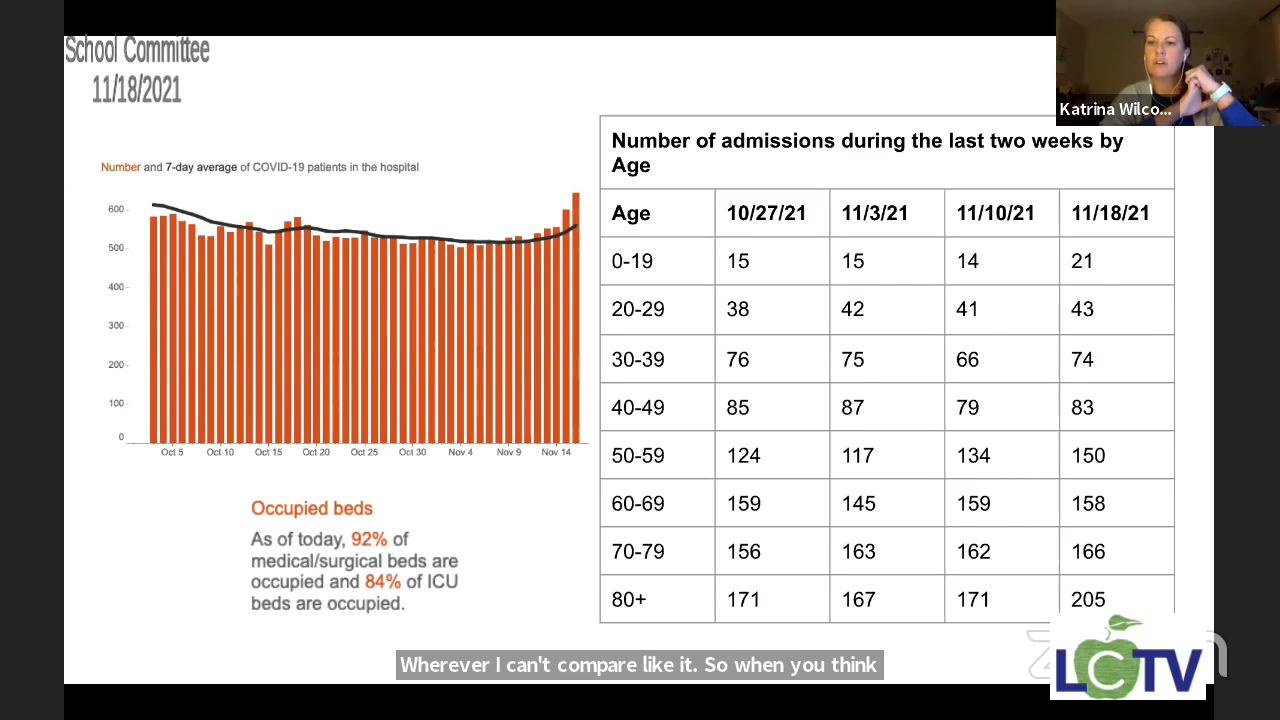 School Committee
11/18/2021
Katrina Wilco...
Number and 7-day average of COVID-19 patients in the hospital
600
500
400
300
200
100
0
Oct 5 Oct 10 Oct 15 Oct 20 Oct 25 Oct 30 Nov 4 Nov 9 Nov 14
Occupied beds
As of today, 92% of
medical/surgical beds are
occupied and 84% of ICU
beds are occupied.
Number of admissions during the last two weeks by
Age
Age 10/27/21 11/3/21 11/10/21 11/18/21
0-19 15 15 14 21
20-29 38 42 41 43
30-39 76 75 66 74
40-49 85 87 79 83
50-59 124 117 134 150
60-69 159 145 159 158
70-79 156 163 162 166
80+ 171 167 171 205
Wherever I can't compare like it. So when you think
LCTV